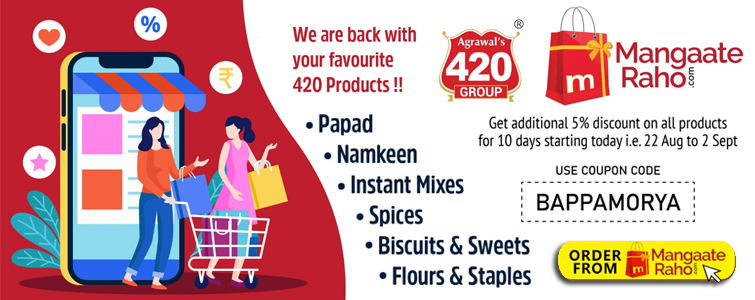 We are back with
your favourite
420 Products !!
• Papad
• Namkeen
• Instant Mixes
• Spices
• Biscuits & Sweets
• Flours & Staples
%
₹
Agrawal's
420
GROUP
®
m
Mangaate
Raho.com
Get additional 5% discount on all products
for 10 days starting today i.e. 22 Aug to 2 Sept
USE COUPON CODE
BAPPAMORYA
ORDER
FROM
m
Mangaate
Raho.com